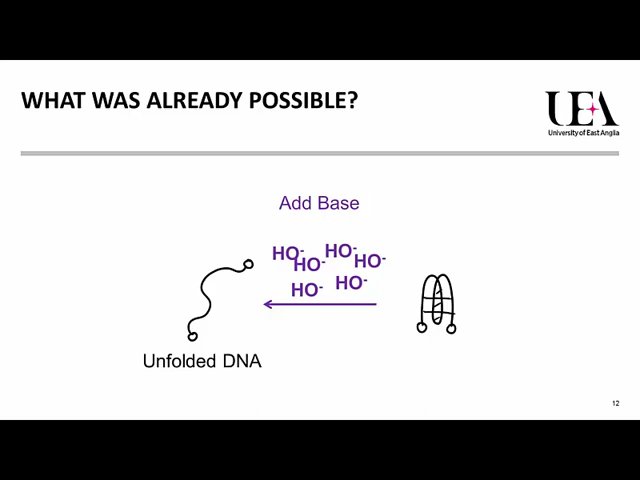 WHAT WAS ALREADY POSSIBLE?
UEA
University of East Anglia
Add Base
HO-
HO-
HO-
HO-
HO-
HO-
Unfolded DNA
12